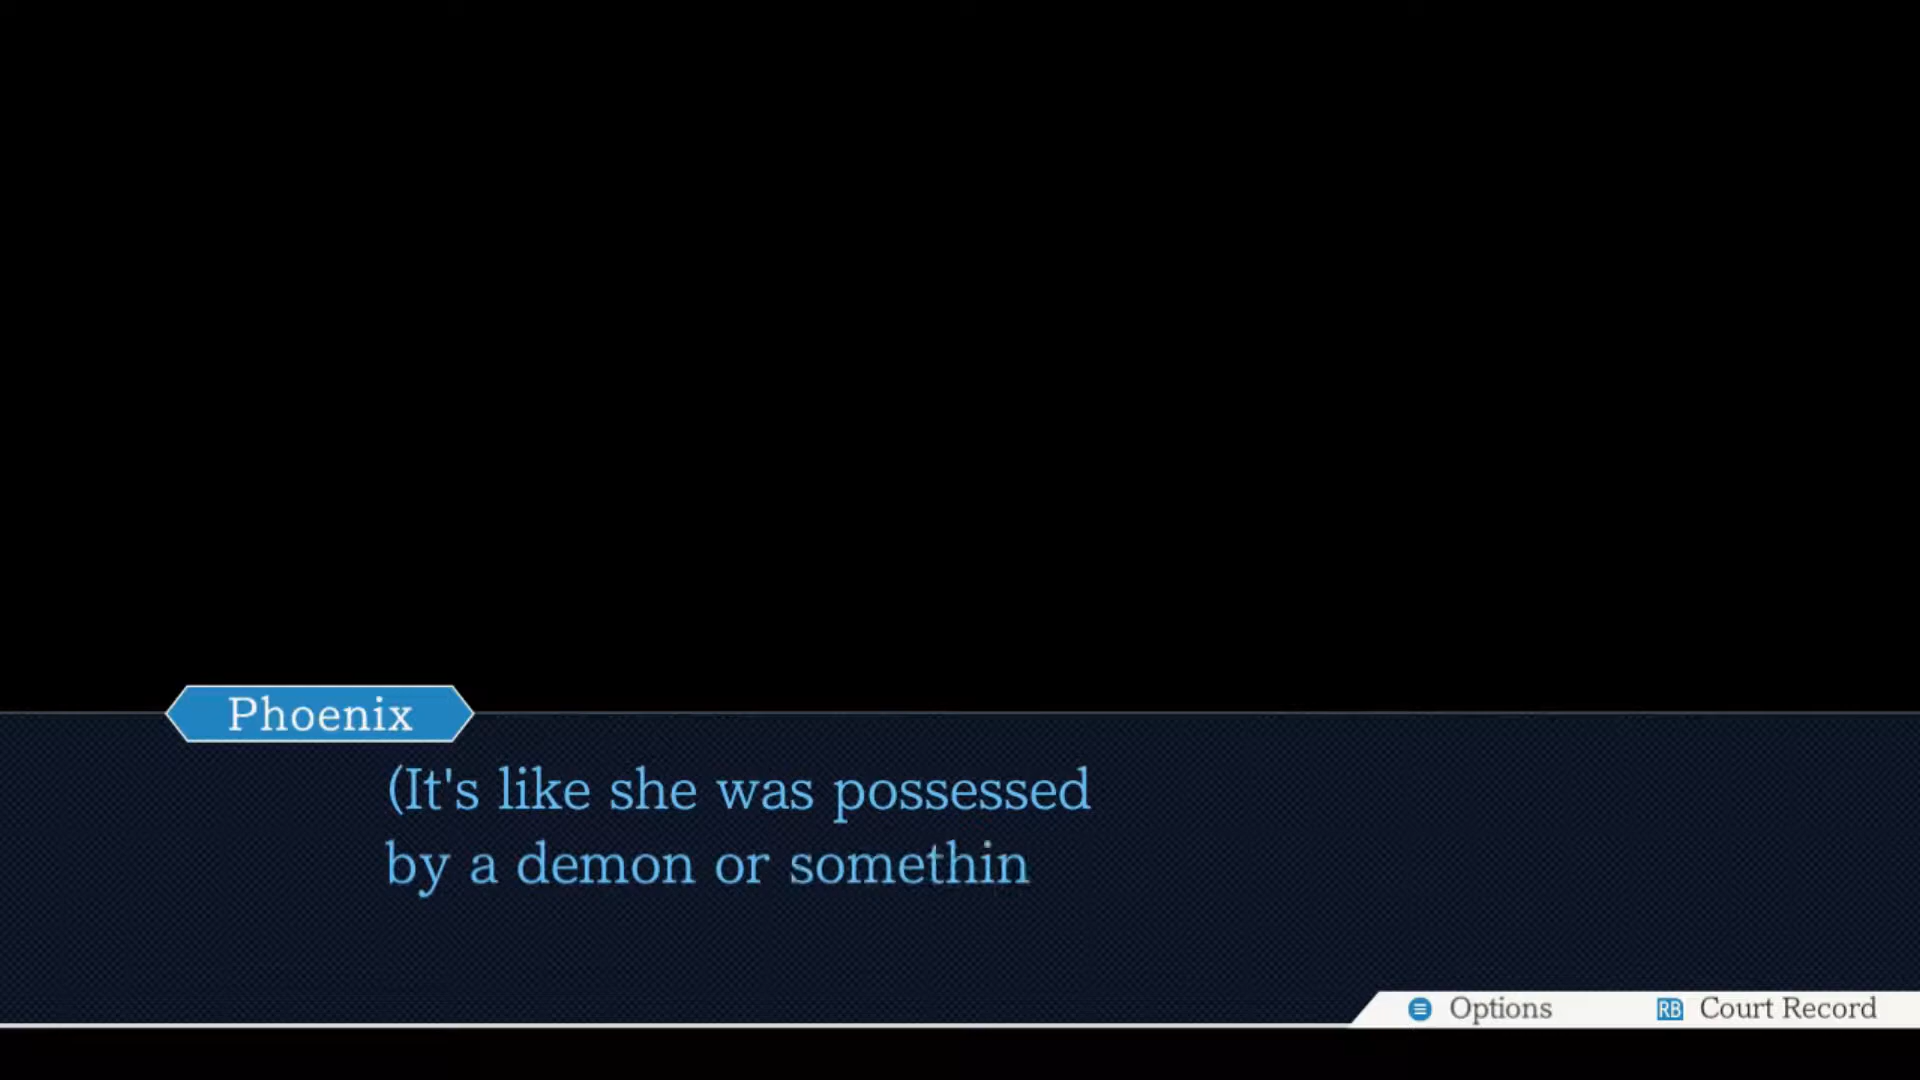 Phoenix
(It's like she was possessed
by a demon or somethin
Options
RB Court Record